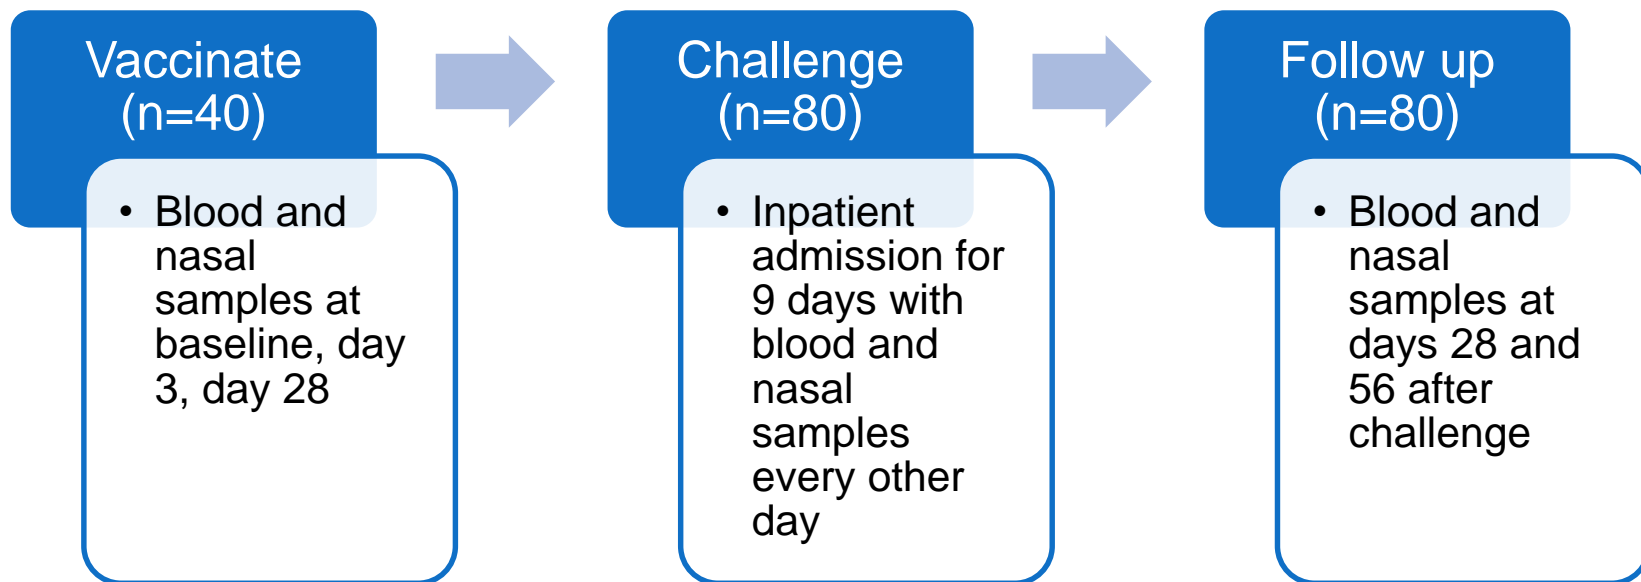 Vaccinate
(n=40)
• Blood and
nasal
samples at
baseline, day
3, day 28
Challenge
(n=80)
• Inpatient
admission for
9 days with
blood and
nasal
samples
every other
day
Follow up
(n=80)
• Blood and
nasal
samples at
days 28 and
56 after
challenge